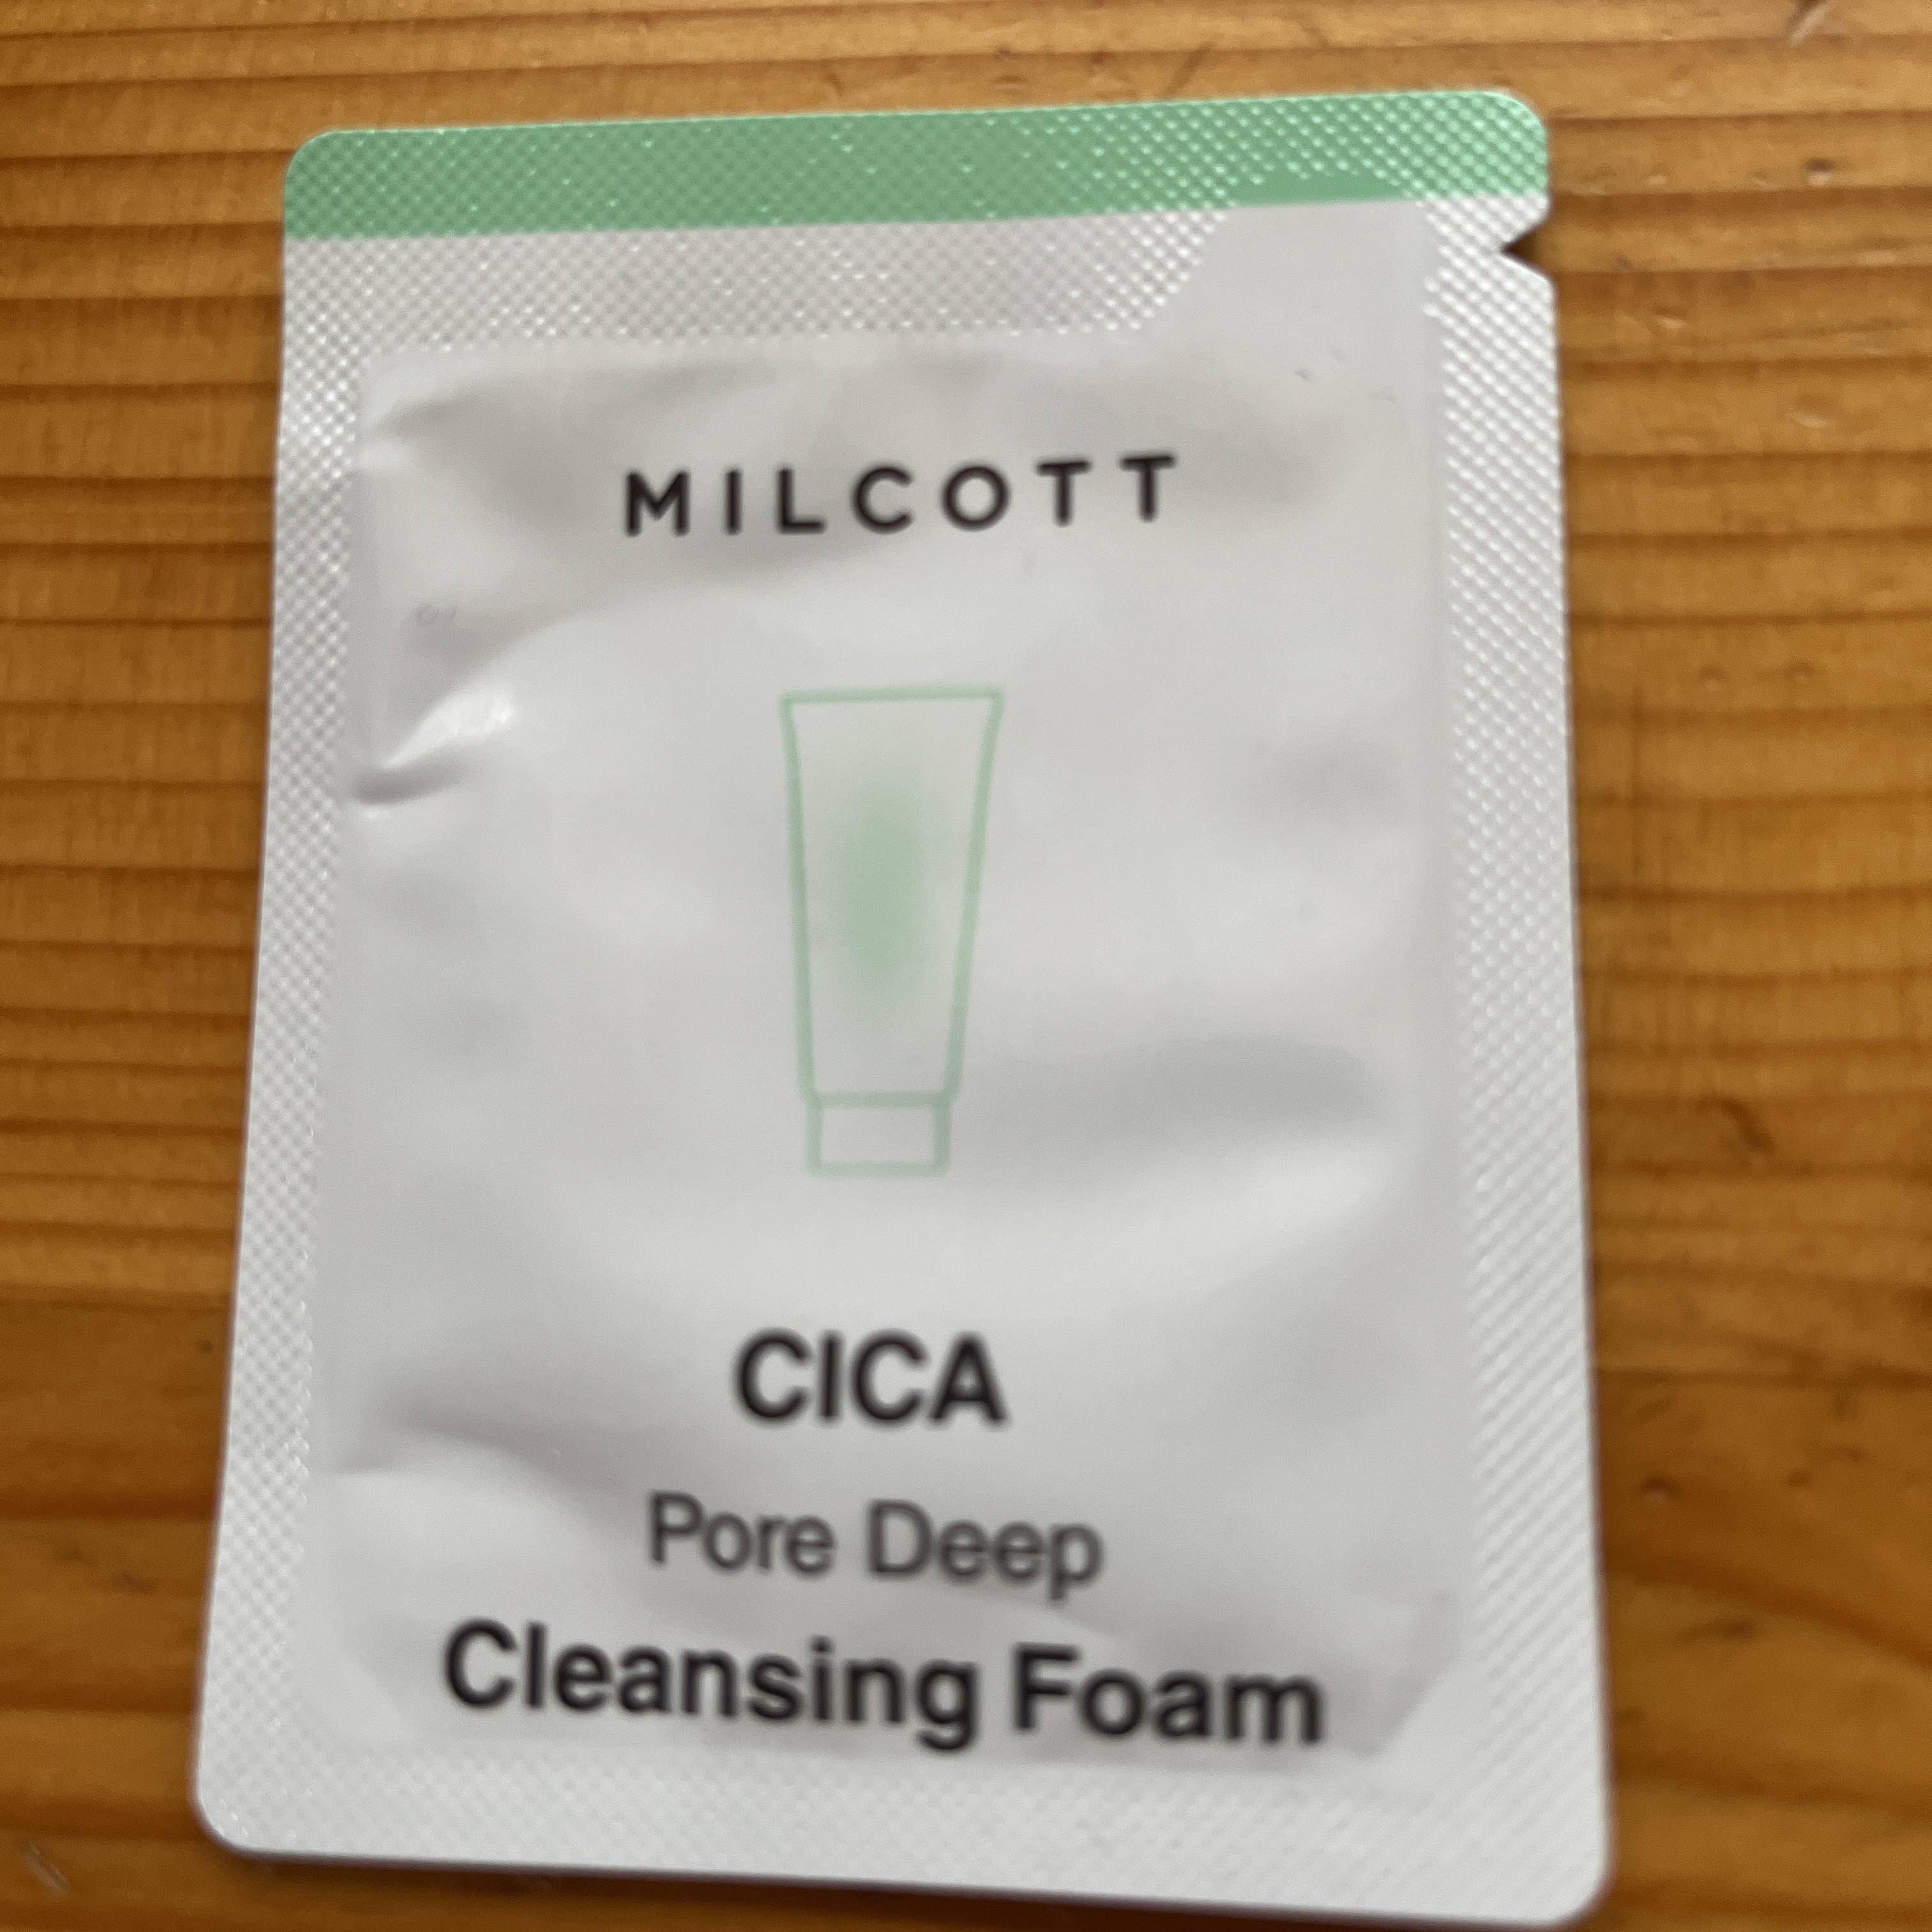 MILCOTT
CICA
Pore Deep
Cleansing Foam